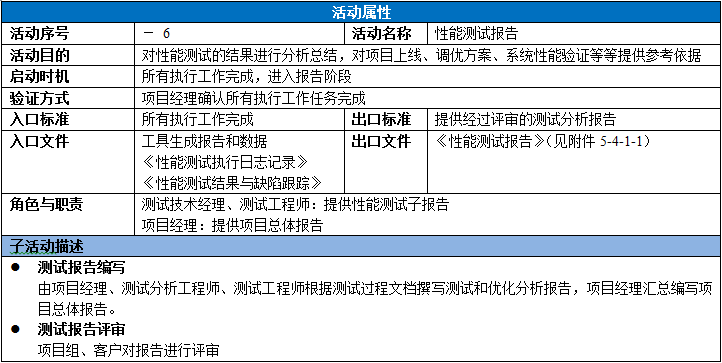 活动属性
活动序号 － 6 活动名称 性能测试报告
活动目的 对性能测试的结果进行分析总结，对项目上线、调优方案、系统性能验证等等提供参考依据
启动时机 所有执行工作完成，进入报告阶段
验证方式 项目经理确认所有执行工作任务完成
入口标准 所有执行工作完成 出口标准 提供经过评审的测试分析报告
入口文件 工具生成报告和数据 出口文件 《性能测试报告》（见附件 5-4-1-1）
《性能测试执行日志记录》
《性能测试结果与缺陷跟踪》
角色与职责 测试技术经理、测试工程师：提供性能测试子报告
项目经理：提供项目总体报告
子活动描述
● 测试报告编写
由项目经理、测试分析工程师、测试工程师根据测试过程文档撰写测试和优化分析报告，项目经理汇总编写项
目总体报告。
● 测试报告评审
项目组、客户对报告进行评审